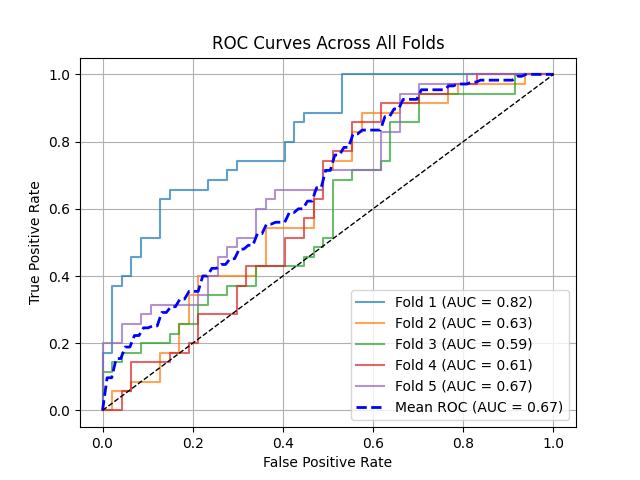 ROC Curves Across All Folds
True Positive Rate
1.0
0.8
0.6
0.4
0.2
0.0
Fold 1 (AUC = 0.82)
Fold 2 (AUC = 0.63)
Fold 3 (AUC = 0.59)
Fold 4 (AUC = 0.61)
Fold 5 (AUC = 0.67)
Mean ROC (AUC = 0.67)
0.0 0.2 0.4 0.6 0.8 1.0
False Positive Rate